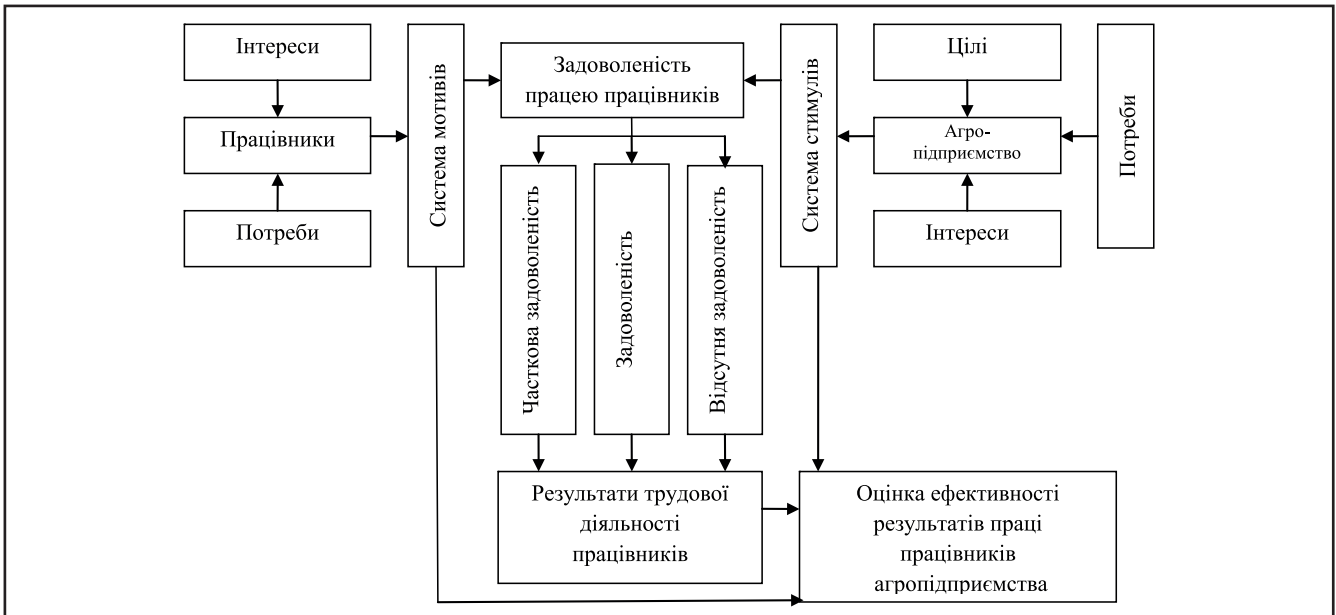 Інтереси
Працівники
Потреби
Система мотивів
Задоволеність
працею працівників
Часткова задоволеність
Задоволеність
Відсутня задоволеність
Система стимулів
Цілі
Агро-
підприємство
Інтереси
Потреби
Результати трудової
діяльності
працівників
Оцінка ефективності
результатів праці
працівників
агропідприємства